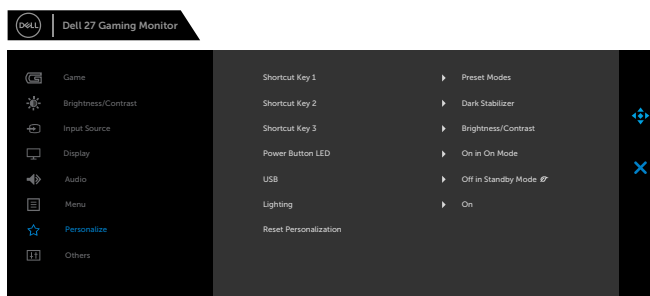 DELL
Dell 27 Gaming Monitor
Game
Brightness/Contrast
Input Source
Display
Audio
Menu
Personalize
Others
Shortcut Key 1 Preset Modes
Shortcut Key 2 Dark Stabilizer
Shortcut Key 3 Brightness/Contrast
Power Button LED On in On Mode
USB Off in Standby Mode
Lighting On
Reset Personalization